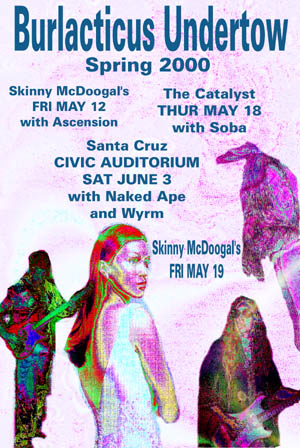 Burlacticus Undertow
Spring 2000
Skinny McDoogal's
FRI MAY 12
with Ascension
The Catalyst
THUR MAY 18
with Soba
Santa Cruz
CIVIC AUDITORIUM
SAT JUNE 3
with Naked Ape
and Wyrm
Skinny McDoogal's
FRI MAY 19